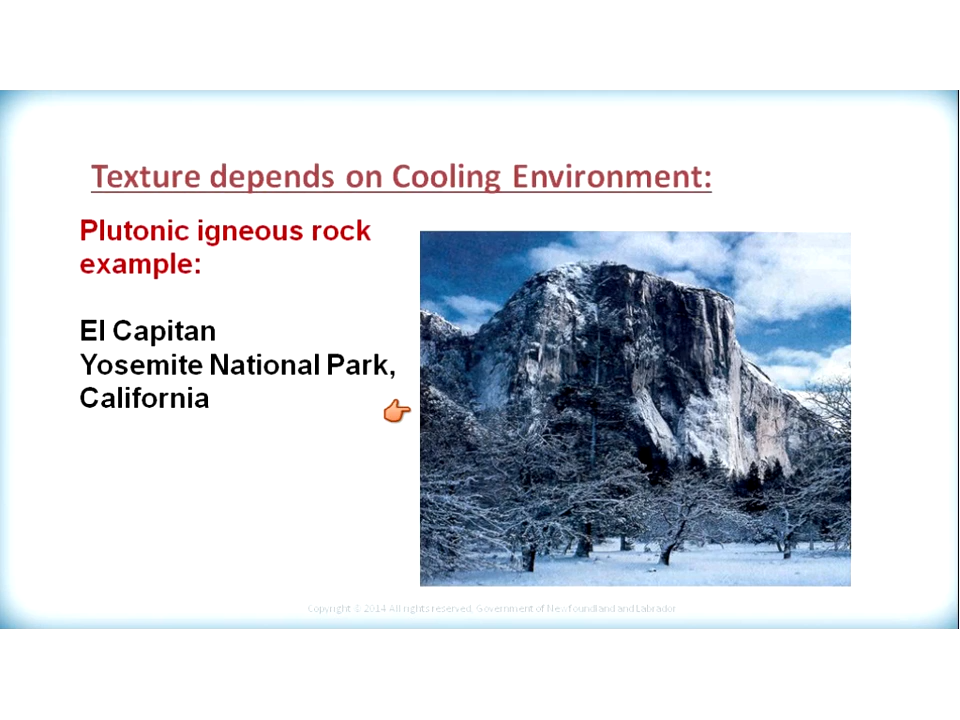 Texture depends on Cooling Environment:
Plutonic igneous rock
example:
El Capitan
Yosemite National Park,
California
Copyright © 2014 All rights reserved. Government of Newfoundland and Labrador